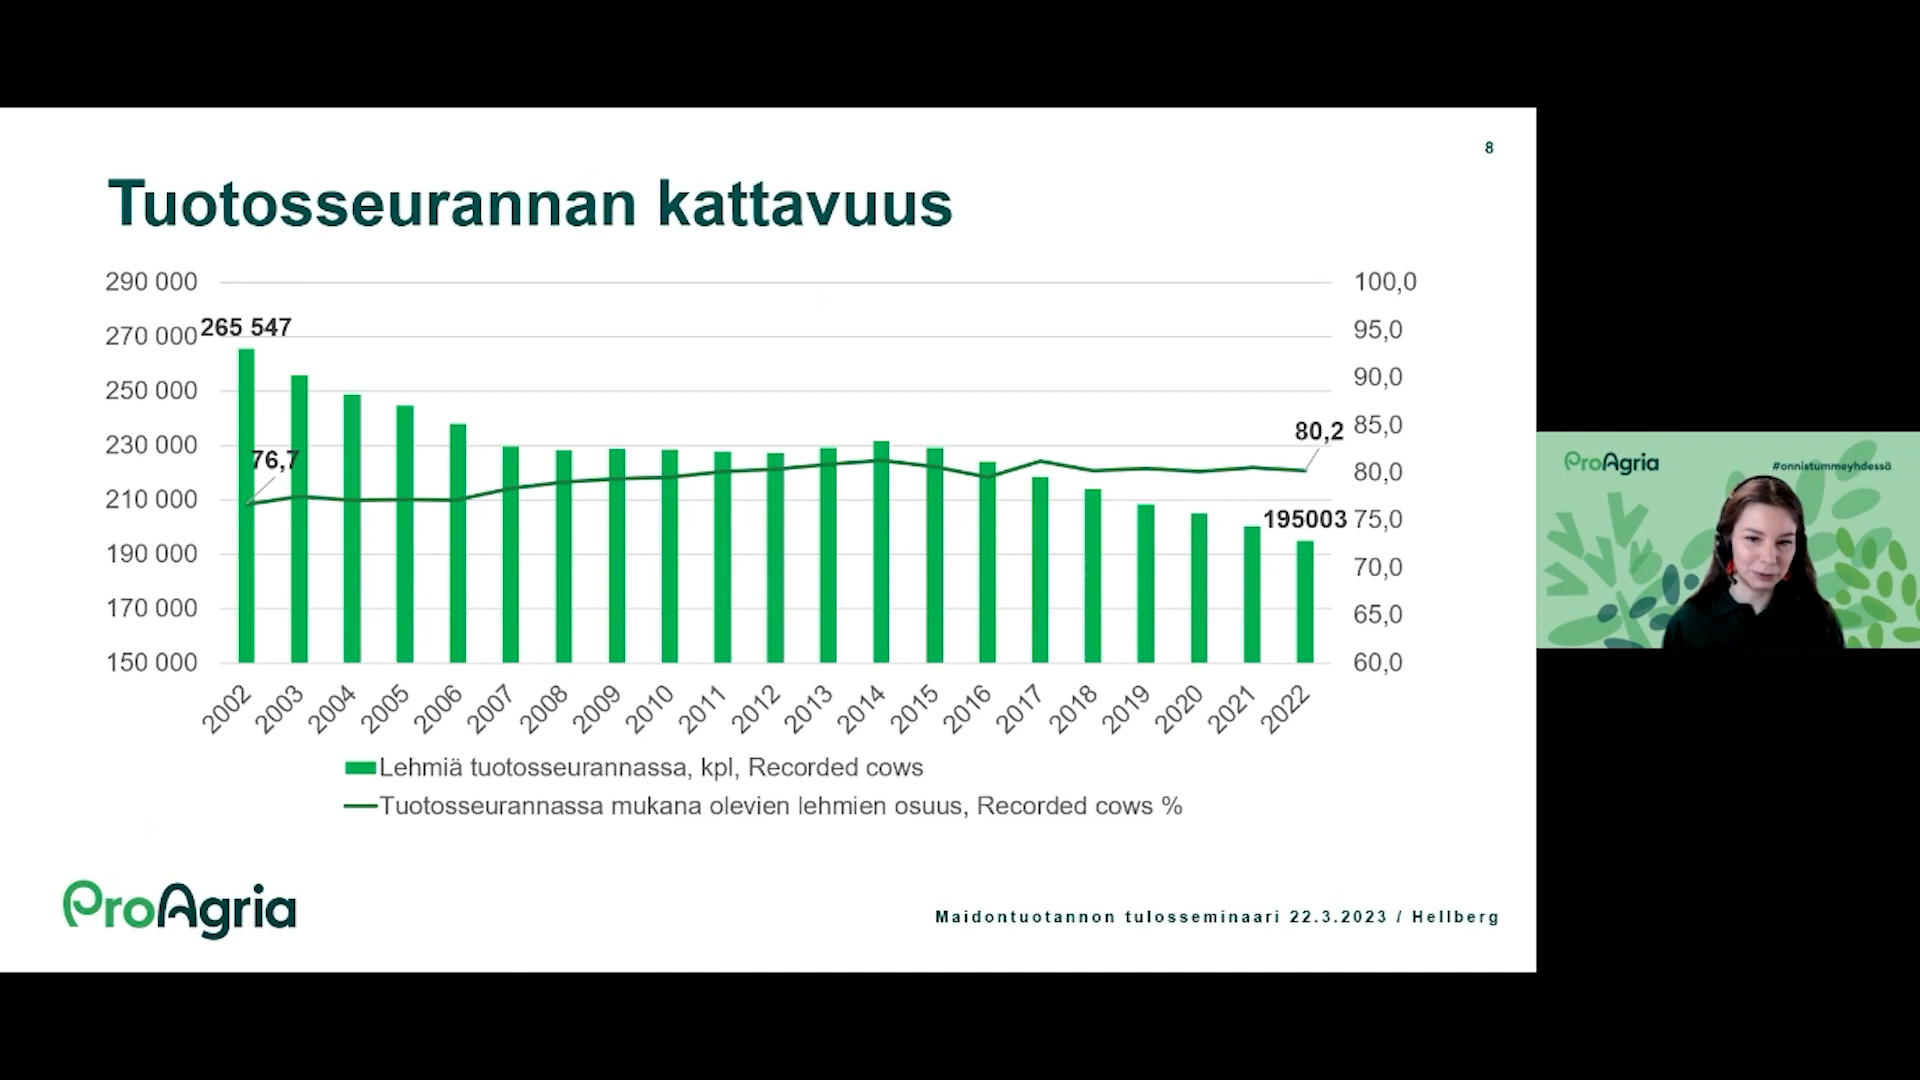 8
Tuotosseurannan kattavuus
290 000
270 000
250 000
230 000
210 000
190 000
170 000
150 000
265 547
76,7
80,2
195003
100,0
95,0
90,0
85,0
80,0
75,0
70,0
65,0
60,0
2002 2003 2004 2005 2006 2007 2008 2009 2010 2011 2012 2013 2014 2015 2016 2017 2018 2019 2020 2021 2022
Lehmiä tuotosseurannassa, kpl, Recorded cows
Tuotosseurannassa mukana olevien lehmien osuus, Recorded cows %
ProAgria
Maidontuotannon tulosseminaari 22.3.2023 / Hellberg
ProAgria
#onnistummeyhdessä